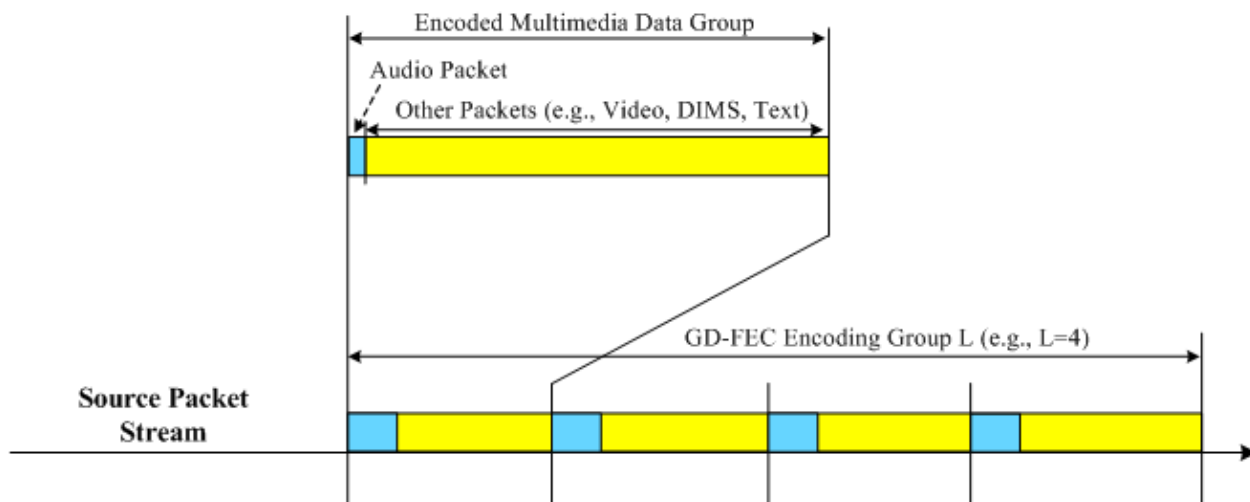 Encoded Multimedia Data Group
Audio Packet
Other Packets (e.g., Video, DIMS, Text)
GD-FEC Encoding Group L (e.g., L=4)
Source Packet
Stream